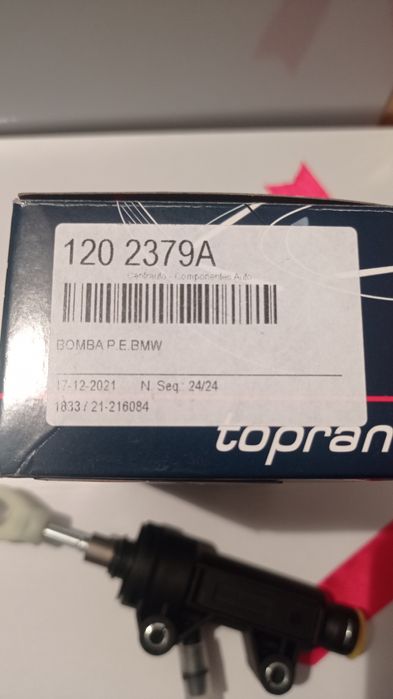 120 2379A
Centrauto - Componentes Auto
BOMBA P.E.BMW
17-12-2021 N. Seq.: 24/24
1833 / 21-216084
topran